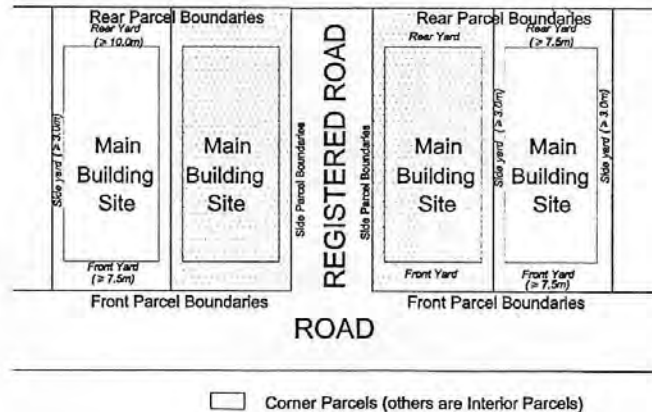 Rear Parcel Boundaries
Rear Yard
(≥ 10.0m)
Side yard (≥ 3.0m)
Main
Building
Site
Front Yard
(≥ 7.5m)
Main
Building
Site
Front Parcel Boundaries
Side Parcel Boundaries
REGISTERED ROAD
Side Parcel Boundaries
Rear Parcel Boundaries
Rear Yard
Main
Building
Site
Front Yard
Side yard (≥ 3.0m)
Rear Yard
(≥ 7.5m)
Main
Building
Site
Side yard (≥ 3.0m)
Front Yard
(≥ 7.5m)
Front Parcel Boundaries
ROAD
Corner Parcels (others are Interior Parcels)